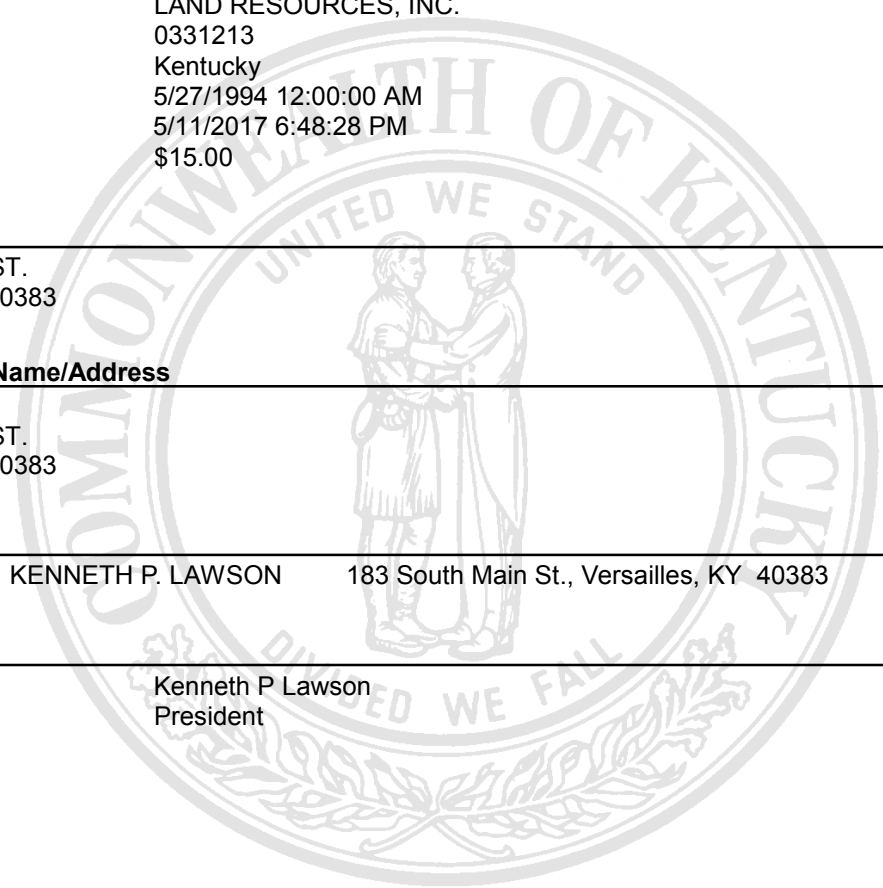 LAND RESOURCES, INC.
0331213
Kentucky
5/27/1994 12:00:00 AM
5/11/2017 6:48:28 PM
$15.00
COMMONWEALTH OF KENTUCKY
UNITED WE STAND
ST.
0383
Name/Address
ST.
0383
KENNETH P. LAWSON 183 South Main St., Versailles, KY 40383
DIVIDED WE FALL
Kenneth P Lawson
President